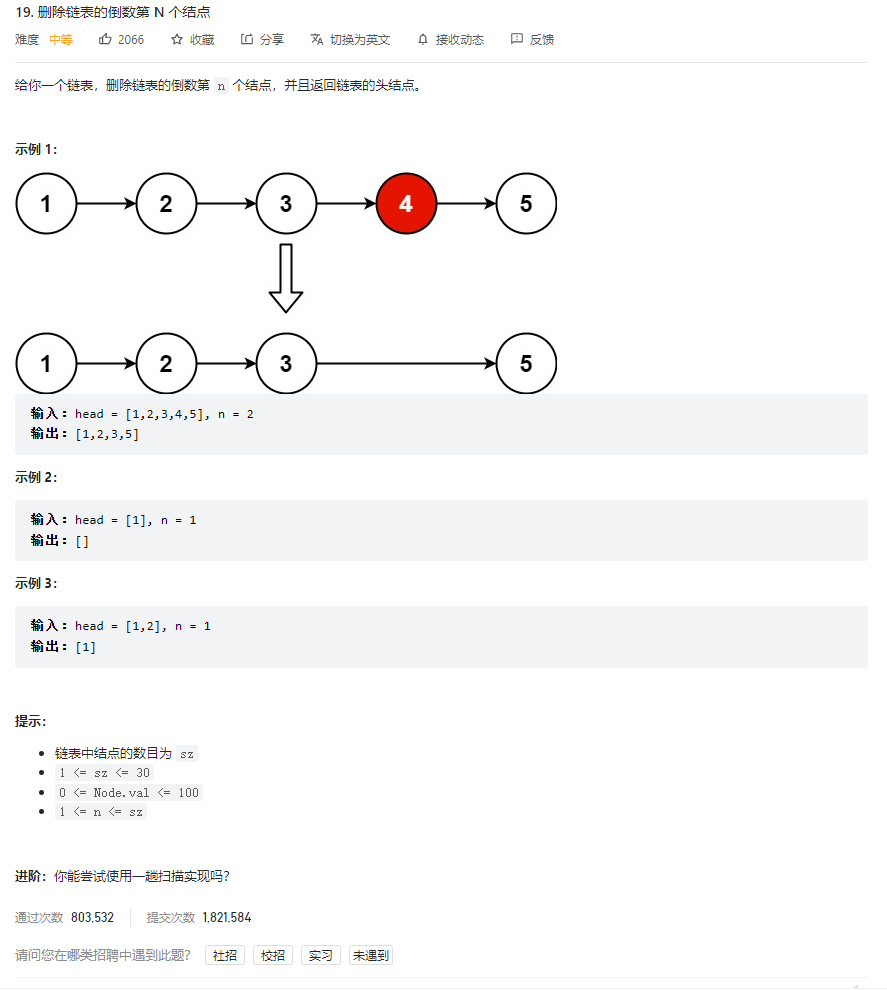 19. 删除链表的倒数第 N 个结点
难度 中等 2066 收藏 分享 切换为英文 接收动态 反馈
给你一个链表，删除链表的倒数第 n 个结点，并且返回链表的头结点。
示例 1：
1 2 3 4 5
1 2 3 5
输入：head = [1,2,3,4,5], n = 2
输出：[1,2,3,5]
示例 2：
输入：head = [1], n = 1
输出：[]
示例 3：
输入：head = [1,2], n = 1
输出：[1]
提示：
链表中结点的数目为 sz
1 <= sz <= 30
0 <= Node.val <= 100
1 <= n <= sz
进阶：你能尝试使用一趟扫描实现吗？
通过次数 803,532 提交次数 1,821,584
请问您在哪类招聘中遇到此题？ 社招 校招 实习 未遇到